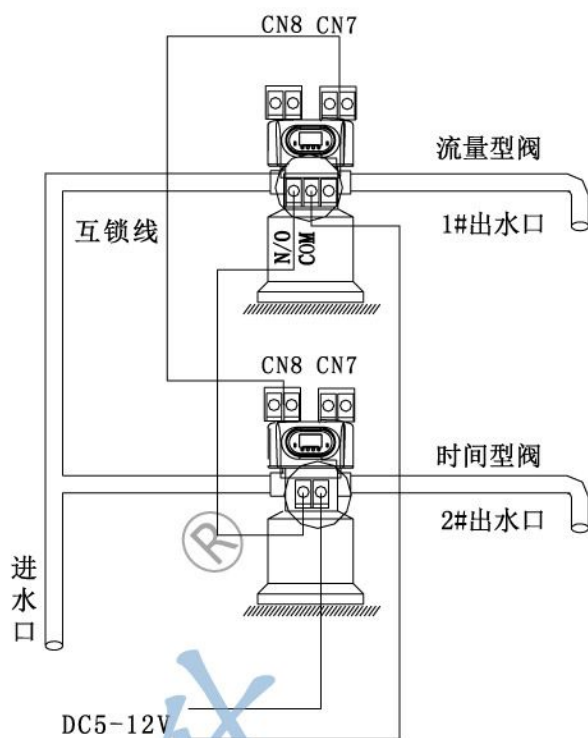 CN8 CN7
流量型阀
互锁线
1#出水口
N/O
COM
CN8 CN7
时间型阀
2#出水口
®
进水口
DC5-12V